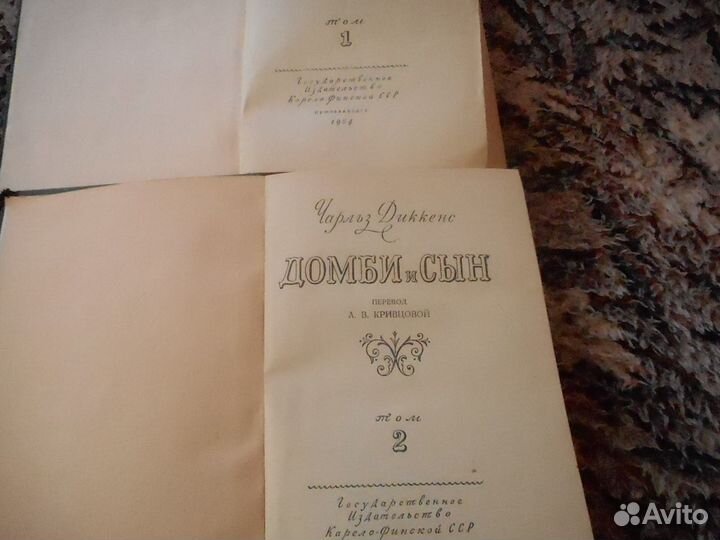 том
1
Государственное
Издательство
Карело-Финской ССР
Петрозаводск
1954
Чарльз Диккенс
ДОМБИ и СЫН
ПЕРЕВОД
А. В. КРИВЦОВОЙ
том
2
Государственное
Издательство
Карело-Финской ССР
Avito